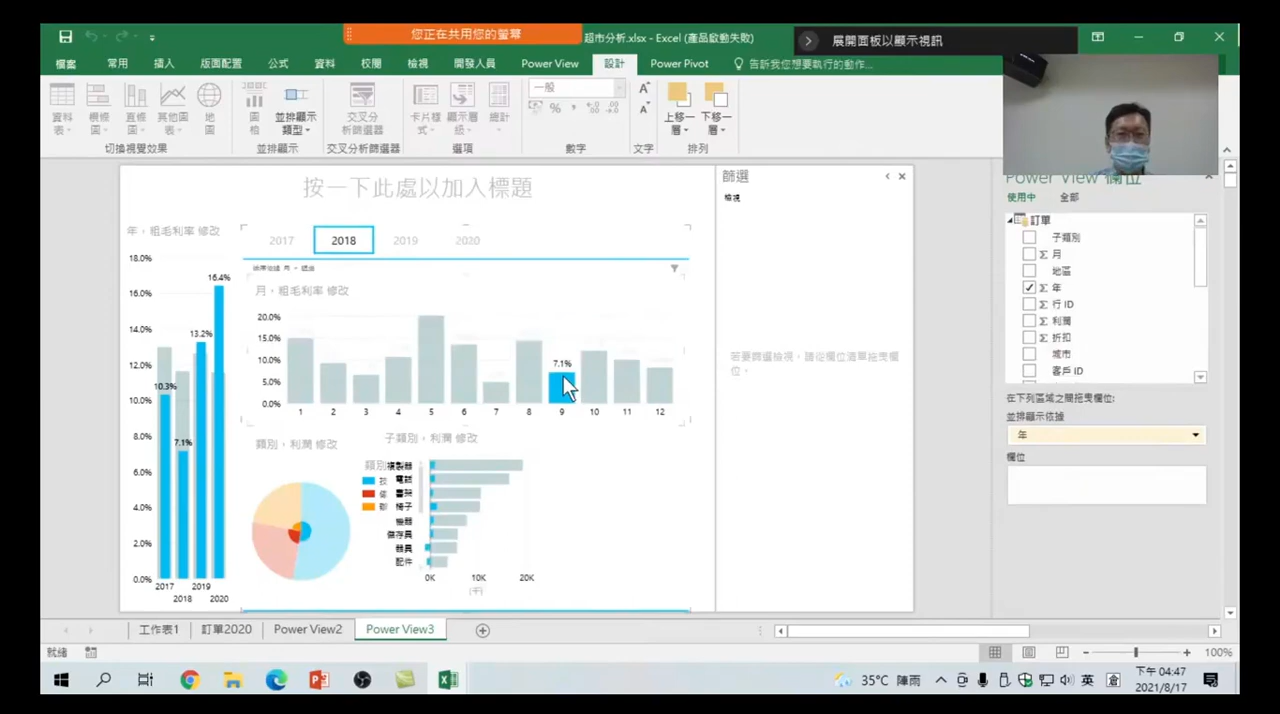 您正在共用您的螢幕
超市分析.xlsx - Excel (產品啟動失敗)
展開面板以顯示視訊
檔案 常用 插入 版面配置 公式 資料 校閱 檢視 開發人員 Power View 設計 Power Pivot 告訴我您想要執行的動作...
資料表 橫條圖 直條圖 其他圖表 地圖
圖格 並排顯示類型
交叉分析篩選器
卡片樣式 顯示層級 總計
一般
% ,
上移一層 下移一層
切換視覺效果 並排顯示 交叉分析篩選器 選項 數字 文字 排列
按一下此處以加入標題
年，粗毛利率 修改
18.0%
16.0%
14.0%
12.0%
10.0%
8.0%
6.0%
4.0%
2.0%
0.0%
10.3%
7.1%
13.2%
16.4%
2017
2018
2019
2020
2017 2018 2019 2020
月，粗毛利率 修改
20.0%
15.0%
10.0%
5.0%
0.0%
7.1%
1 2 3 4 5 6 7 8 9 10 11 12
類別，利潤 修改
子類別，利潤 修改
類別
複製器
電話
書架
椅子
機器
儲存具
器具
配件
0K 10K 20K
(千)
篩選
檢視
若要篩選檢視，請從欄位清單拖曳欄位。
Power View 欄位
使用中 全部
訂單
子類別
Σ 月
地區
Σ 年
Σ 行 ID
Σ 利潤
Σ 折扣
城市
客戶 ID
在下列區域之間拖曳欄位:
並排顯示依據
年
欄位
工作表1 訂單2020 Power View2 Power View3
就緒
100%
35°C 陣雨
英
下午 04:47
2021/8/17